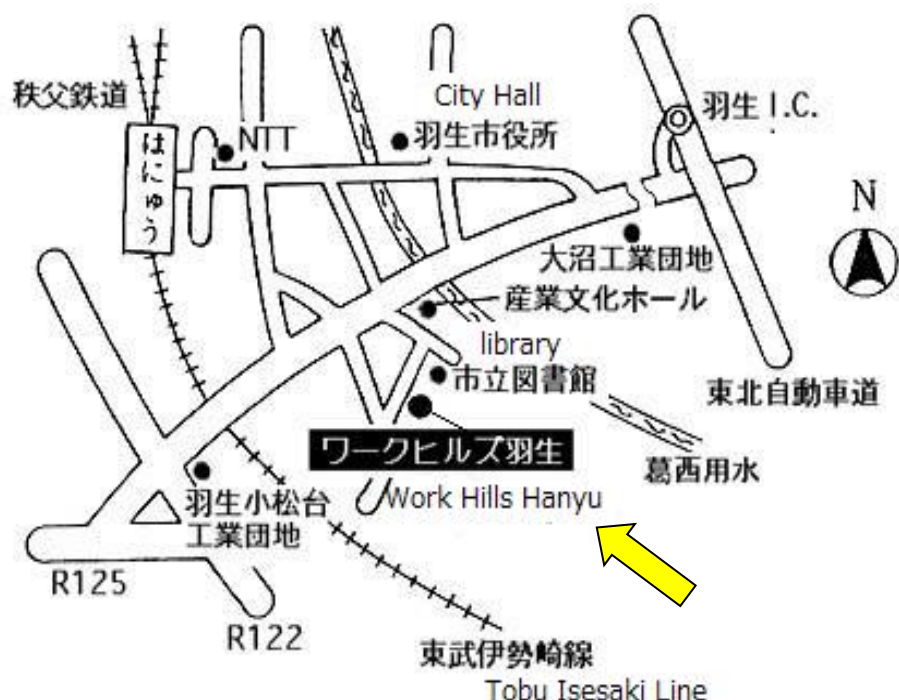 秩父鉄道
はにゅう
NTT
City Hall
羽生市役所
羽生 I.C.
N
大沼工業団地
産業文化ホール
library
市立図書館
東北自動車道
ワークヒルズ羽生
葛西用水
Work Hills Hanyu
羽生小松台
工業団地
R125
R122
東武伊勢崎線
Tobu Isesaki Line